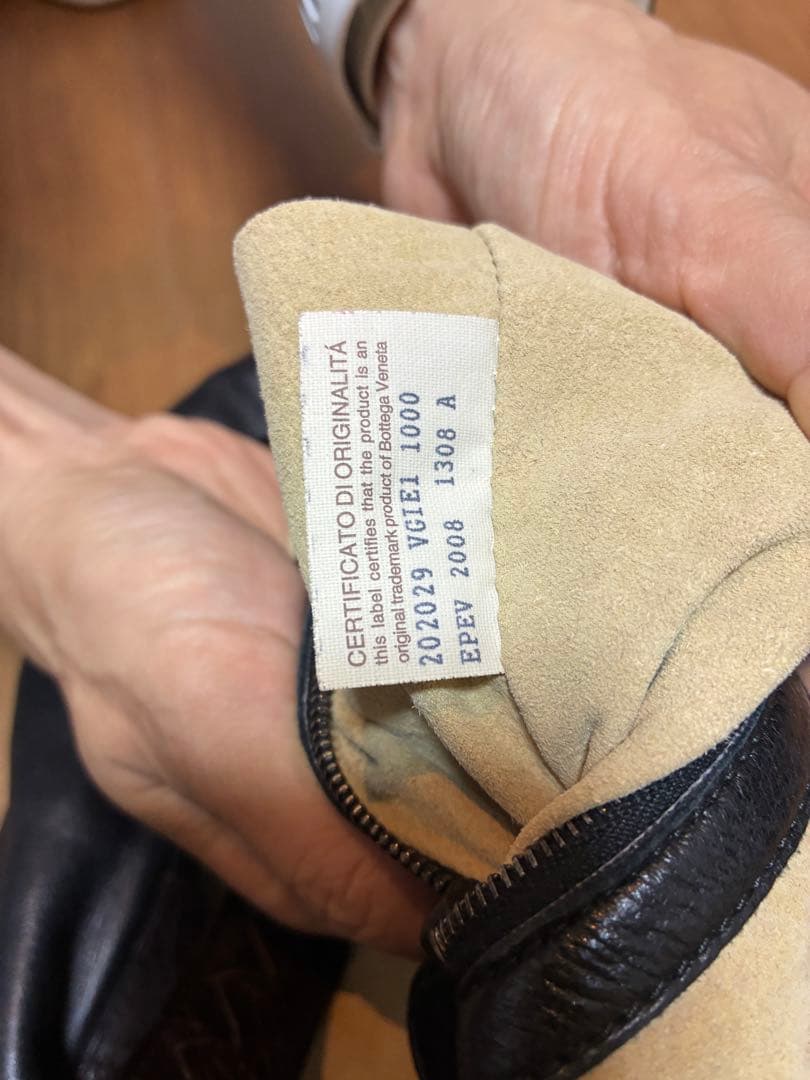 CERTIFICATO DI ORIGINALITÁ
this label certifies that the product is an
original trademark product of Bottega Veneta
202029 VGIE1 1000
EPEV 2008 1308 A